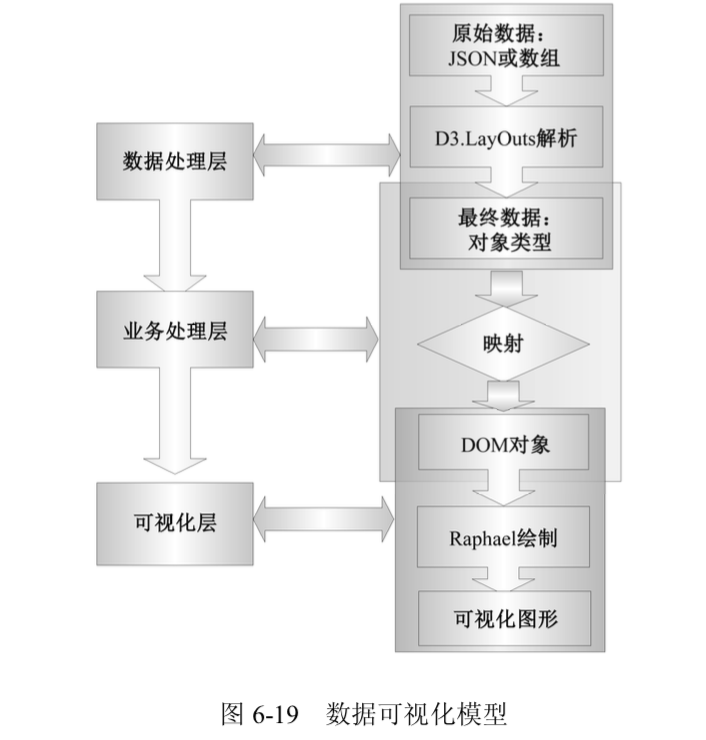 原始数据：
JSON或数组
D3.LayOuts解析
数据处理层
最终数据：
对象类型
业务处理层
映射
DOM对象
可视化层
Raphael绘制
可视化图形
图 6-19 数据可视化模型